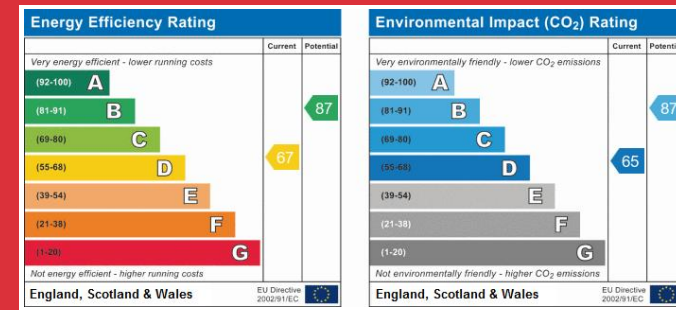 Energy Efficiency Rating
Current Potential
Very energy efficient - lower running costs
(92-100) A
(81-91) B 87
(69-80) C
(55-68) D 67
(39-54) E
(21-38) F
(1-20) G
Not energy efficient - higher running costs
England, Scotland & Wales
EU Directive
2002/91/EC
Environmental Impact (CO₂) Rating
Current Potenti
Very environmentally friendly - lower CO₂ emissions
(92-100) A
(81-91) B 87
(69-80) C
(55-68) D 65
(39-54) E
(21-38) F
(1-20) G
Not environmentally friendly - higher CO₂ emissions
England, Scotland & Wales
EU Directive
2002/91/EC